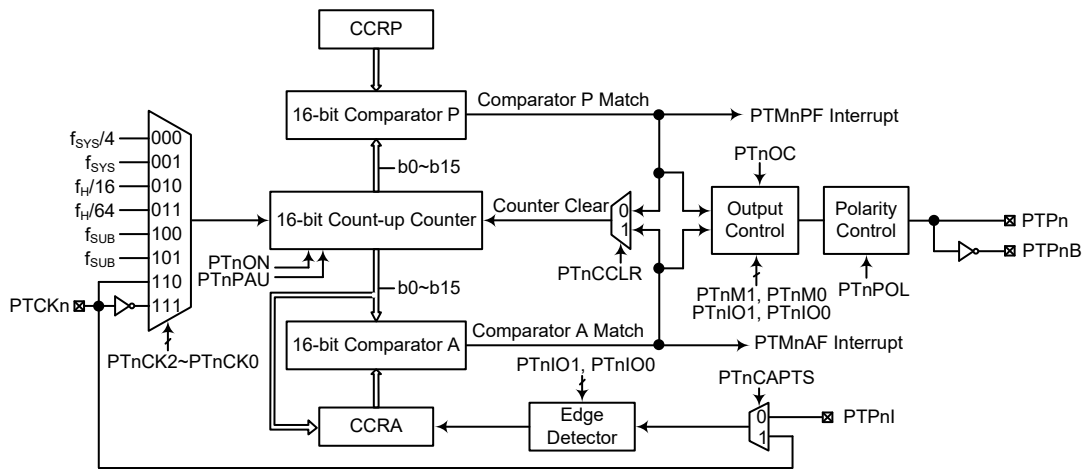 CCRP
16-bit Comparator P
Comparator P Match
PTMnPF Interrupt
fSYS/4
000
fSYS
001
fH/16
010
fH/64
011
fSUB
100
fSUB
101
110
111
PTCKn
PTnCK2~PTnCK0
b0~b15
16-bit Count-up Counter
Counter Clear
0
1
PTnCCLR
PTnON
PTnPAU
b0~b15
PTnOC
Output
Control
PTnM1, PTnM0
PTnIO1, PTnIO0
Polarity
Control
PTnPOL
PTPn
PTPnB
16-bit Comparator A
Comparator A Match
PTMnAF Interrupt
CCRA
PTnIO1, PTnIO0
Edge
Detector
PTnCAPTS
0
1
PTPnI